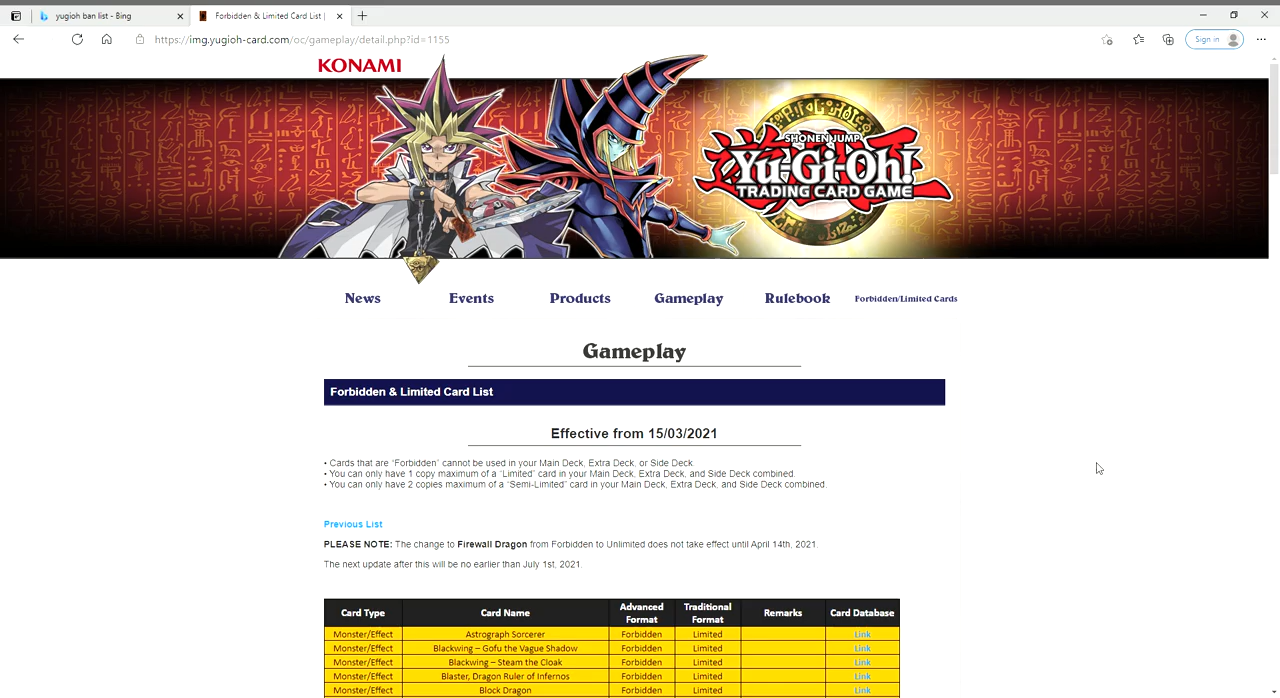 yugioh ban list - Bing
Forbidden & Limited Card List |
https://img.yugioh-card.com/oc/gameplay/detail.php?id=1155
Sign in
KONAMI
SHONEN JUMP
Yu-Gi-Oh!
TRADING CARD GAME
News Events Products Gameplay Rulebook Forbidden/Limited Cards
Gameplay
Forbidden & Limited Card List
Effective from 15/03/2021
• Cards that are "Forbidden" cannot be used in your Main Deck, Extra Deck, or Side Deck
• You can only have 1 copy maximum of a "Limited" card in your Main Deck, Extra Deck, and Side Deck combined.
• You can only have 2 copies maximum of a "Semi-Limited" card in your Main Deck, Extra Deck, and Side Deck combined.
Previous List
PLEASE NOTE: The change to Firewall Dragon from Forbidden to Unlimited does not take effect until April 14th, 2021.
The next update after this will be no earlier than July 1st, 2021.
Card Type Card Name Advanced Format Traditional Format Remarks Card Database
Monster/Effect Astrograph Sorcerer Forbidden Limited Link
Monster/Effect Blackwing – Gofu the Vague Shadow Forbidden Limited Link
Monster/Effect Blackwing – Steam the Cloak Forbidden Limited Link
Monster/Effect Blaster, Dragon Ruler of Infernos Forbidden Limited Link
Monster/Effect Block Dragon Forbidden Limited Link